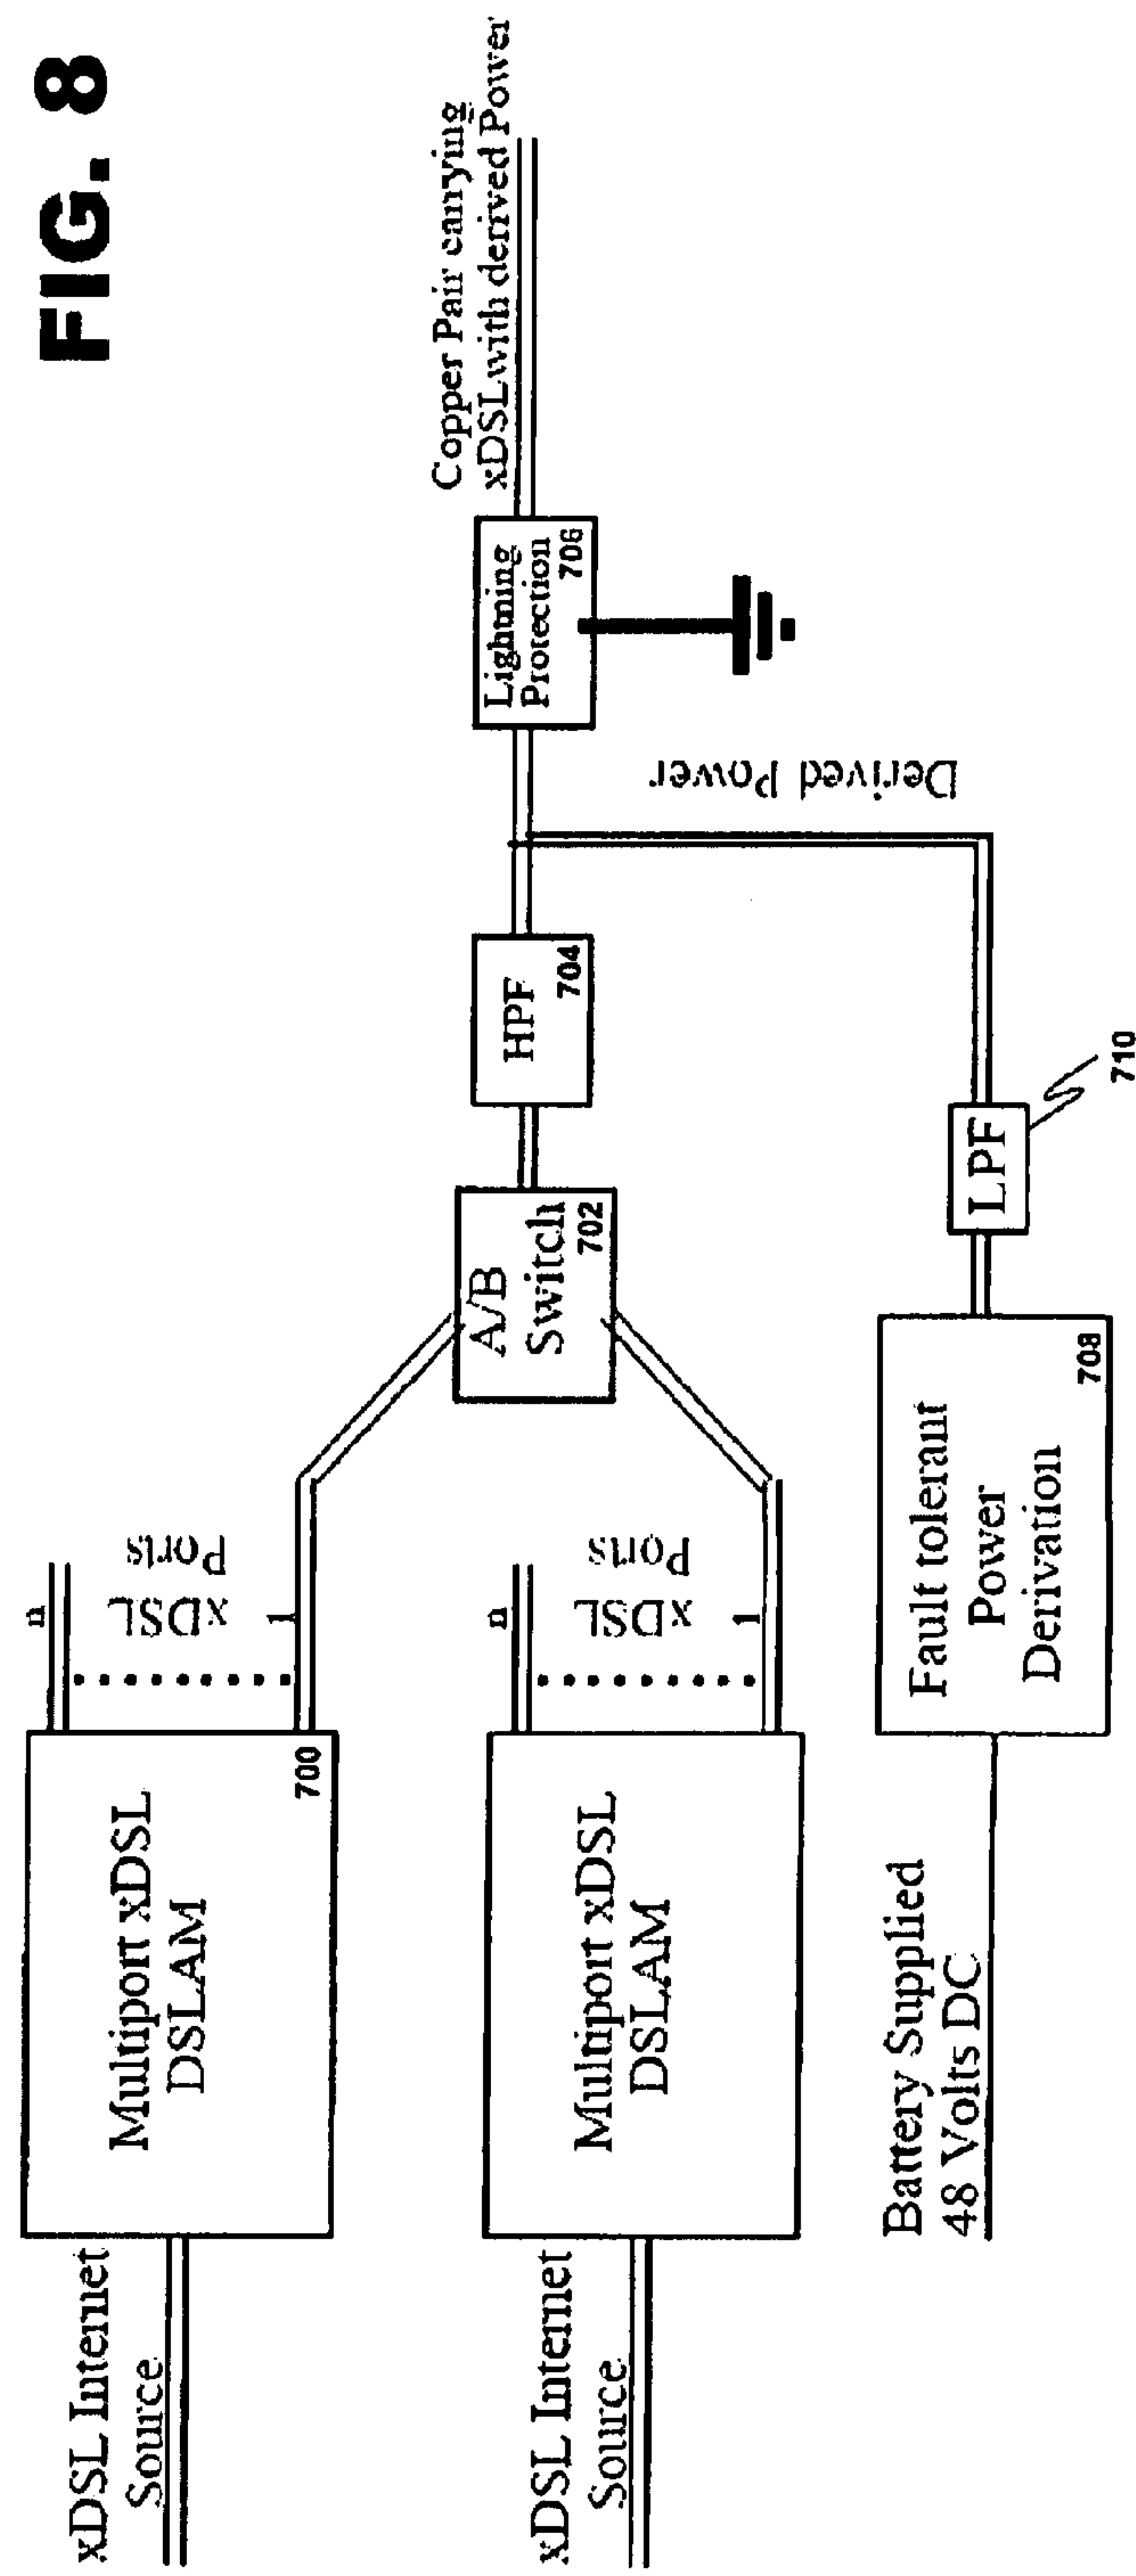 FIG. 8
xDSL Internet
Source
Multiport xDSL
DSLAM
700
n
xDSL
Ports
1
xDSL Internet
Source
Multiport xDSL
DSLAM
n
xDSL
Ports
1
A/B
Switch
702
HPF
704
Lightning
Protection
706
Copper Pair carrying
xDSLwith derived Power
Derived Power
Battery Supplied
48 Volts DC
Fault tolerant
Power
Derivation
708
LPF
710